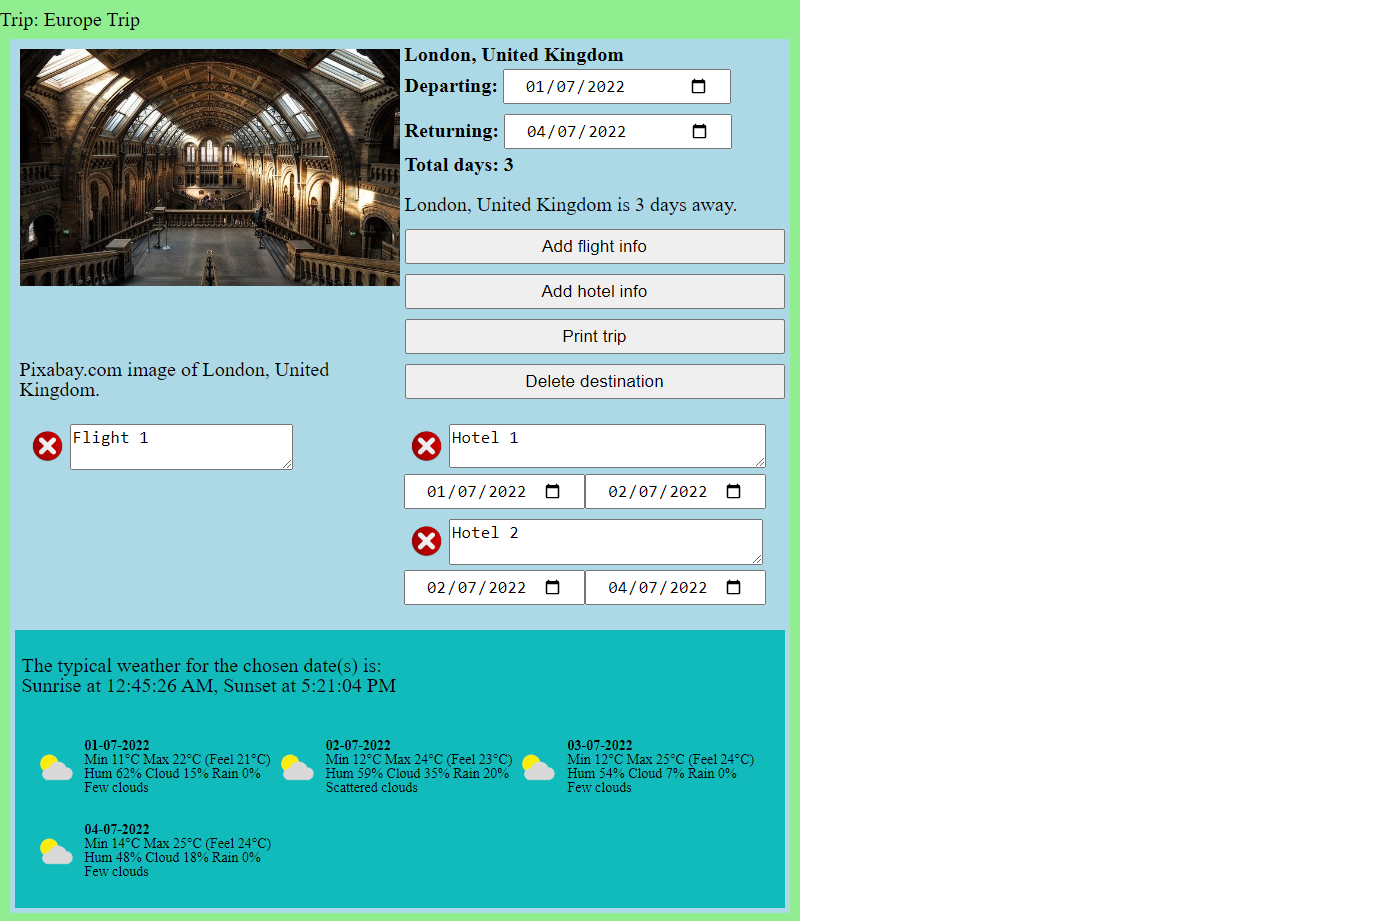 Trip: Europe Trip
London, United Kingdom
Departing: 01/07/2022
Returning: 04/07/2022
Total days: 3
London, United Kingdom is 3 days away.
Add flight info
Add hotel info
Print trip
Delete destination
Pixabay.com image of London, United
Kingdom.
Flight 1
Hotel 1
01/07/2022 02/07/2022
Hotel 2
02/07/2022 04/07/2022
The typical weather for the chosen date(s) is:
Sunrise at 12:45:26 AM, Sunset at 5:21:04 PM
01-07-2022
Min 11°C Max 22°C (Feel 21°C)
Hum 62% Cloud 15% Rain 0%
Few clouds
02-07-2022
Min 12°C Max 24°C (Feel 23°C)
Hum 59% Cloud 35% Rain 20%
Scattered clouds
03-07-2022
Min 12°C Max 25°C (Feel 24°C)
Hum 54% Cloud 7% Rain 0%
Few clouds
04-07-2022
Min 14°C Max 25°C (Feel 24°C)
Hum 48% Cloud 18% Rain 0%
Few clouds